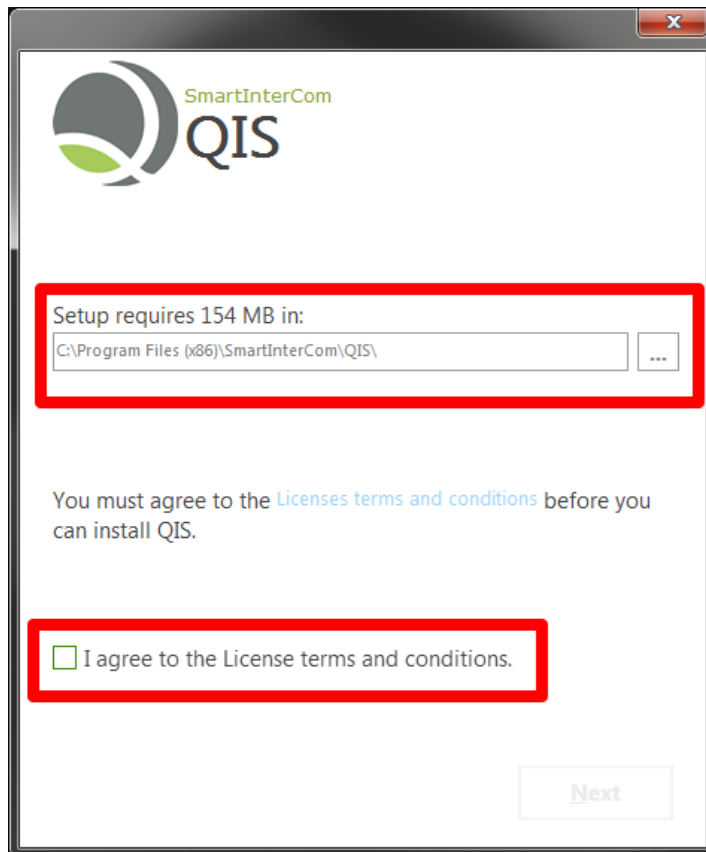 SmartInterCom
QIS
Setup requires 154 MB in:
C:\Program Files (x86)\SmartInterCom\QIS\
...
You must agree to the Licenses terms and conditions before you
can install QIS.
I agree to the License terms and conditions.
Next